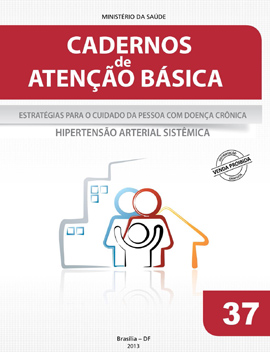 MINISTÉRIO DA SAÚDE
CADERNOS
de
ATENÇÃO BÁSICA
ESTRATÉGIAS PARA O CUIDADO DA PESSOA COM DOENÇA CRÔNICA
HIPERTENSÃO ARTERIAL SISTÊMICA
VENDA PROIBIDA
37
Brasília – DF
2013